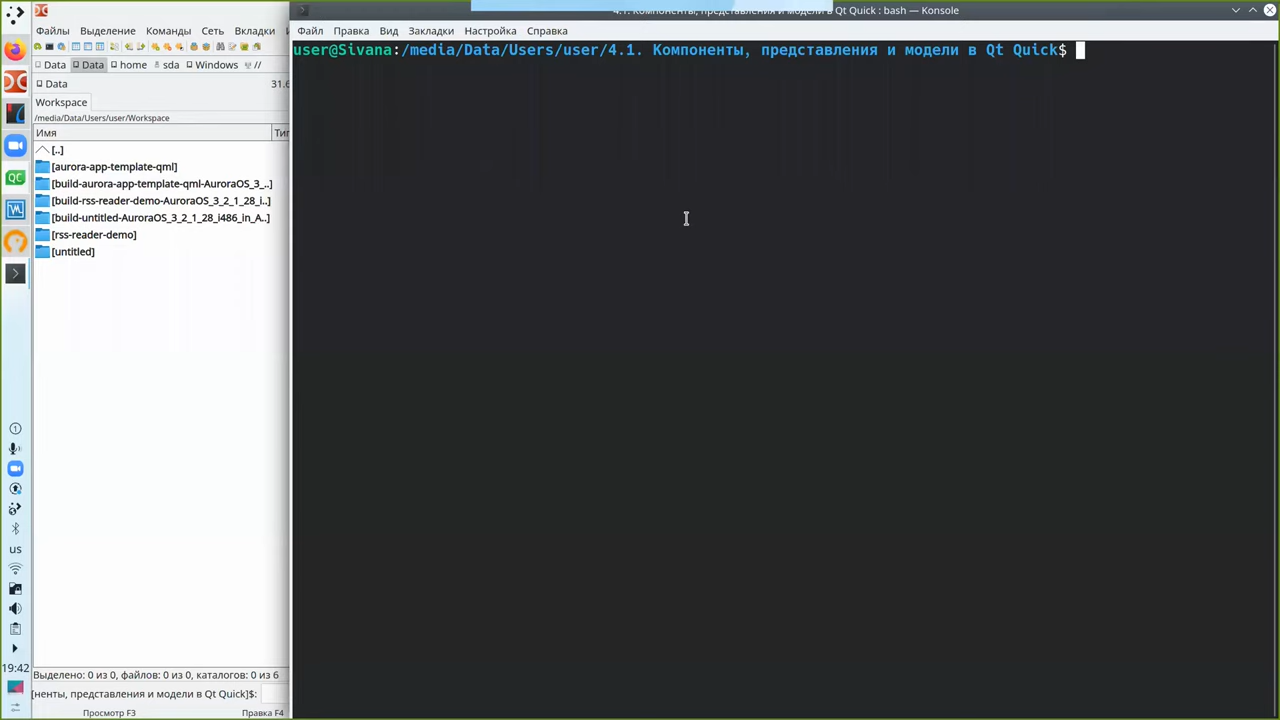 4.1. Компоненты, представления и модели в Qt Quick : bash — Konsole
Файлы Выделение Команды Сеть Вкладки
Data Data home sda Windows //
Data 31.6
Workspace
/media/Data/Users/user/Workspace
Имя Тип
[..]
[aurora-app-template-qml]
[build-aurora-app-template-qml-AuroraOS_3_..]
[build-rss-reader-demo-AuroraOS_3_2_1_28_i..]
[build-untitled-AuroraOS_3_2_1_28_i486_in_A..]
[rss-reader-demo]
[untitled]
Выделено: 0 из 0, файлов: 0 из 0, каталогов: 0 из 6
[ненты, представления и модели в Qt Quick]$:
Просмотр F3 Правка F4
us
19:42
Файл Правка Вид Закладки Настройка Справка
user@Sivana:/media/Data/Users/user/4.1. Компоненты, представления и модели в Qt Quick$